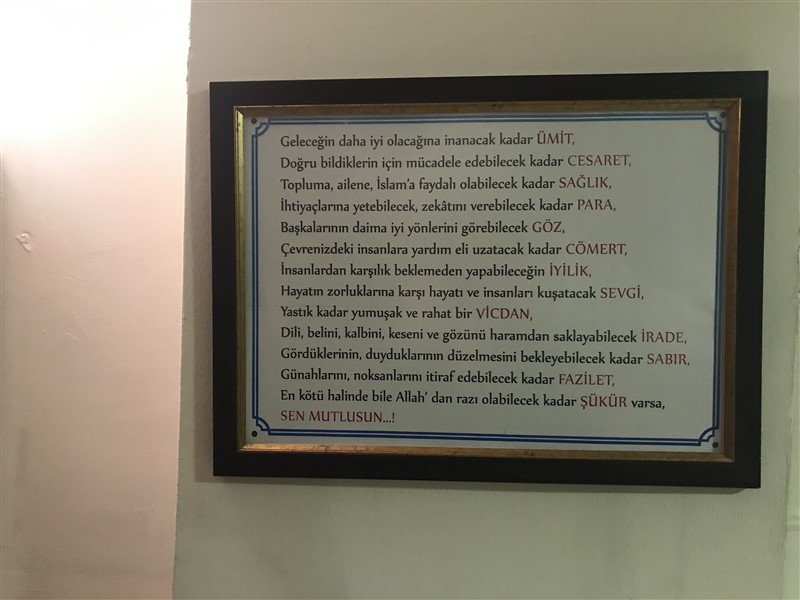 Geleceğin daha iyi olacağına inanacak kadar ÜMİT,
Doğru bildiklerin için mücadele edebilecek kadar CESARET,
Topluma, ailene, İslam'a faydalı olabilecek kadar SAĞLIK,
İhtiyaçlarına yetebilecek, zekâtını verebilecek kadar PARA,
Başkalarının daima iyi yönlerini görebilecek GÖZ,
Çevrenizdeki insanlara yardım eli uzatacak kadar CÖMERT,
İnsanlardan karşılık beklemeden yapabileceğin İYİLİK,
Hayatın zorluklarına karşı hayatı ve insanları kuşatacak SEVGİ,
Yastık kadar yumuşak ve rahat bir VİCDAN,
Dili, belini, kalbini, keseni ve gözünü haramdan saklayabilecek İRADE,
Gördüklerinin, duyduklarının düzelmesini bekleyebilecek kadar SABIR,
Günahlarını, noksanlarını itiraf edebilecek kadar FAZİLET,
En kötü halinde bile Allah' dan razı olabilecek kadar ŞÜKÜR varsa,
SEN MUTLUSUN...!